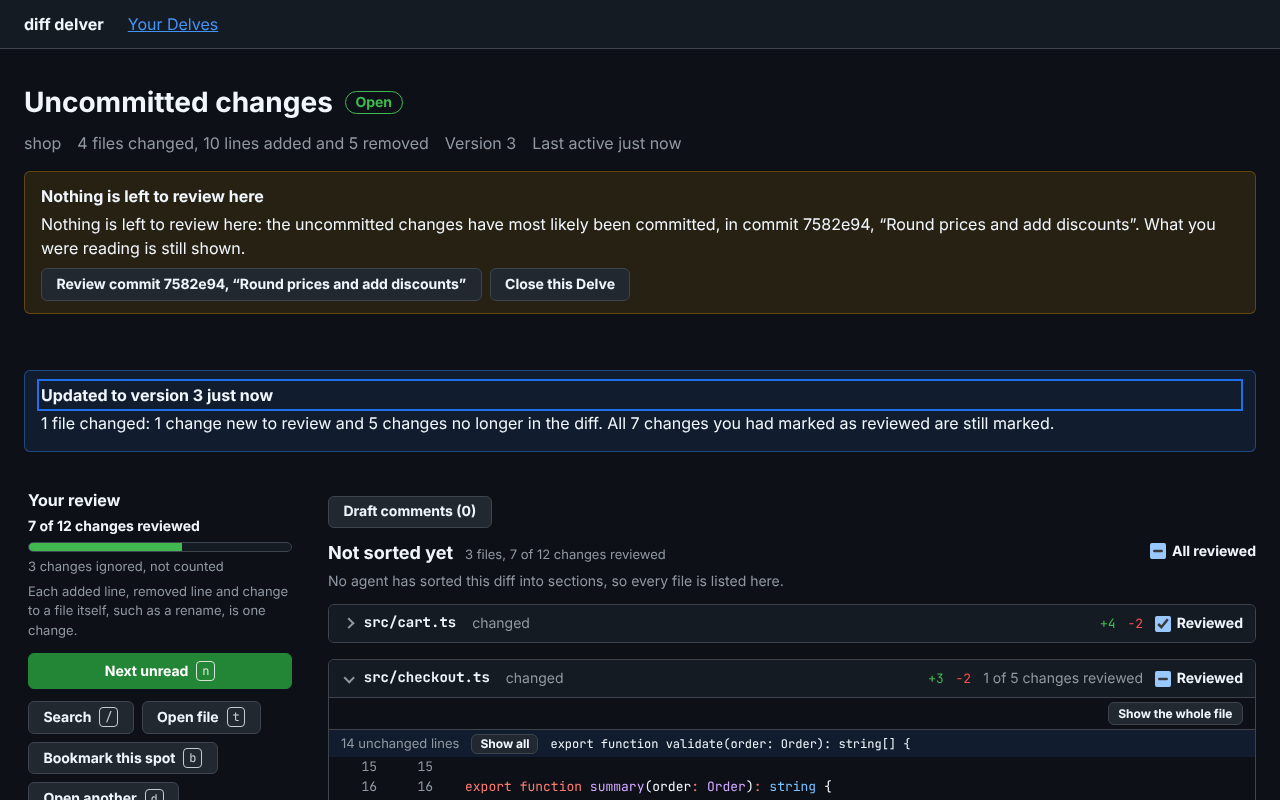 diff delver Your Delves
Uncommitted changes Open
shop 4 files changed, 10 lines added and 5 removed Version 3 Last active just now
Nothing is left to review here
Nothing is left to review here: the uncommitted changes have most likely been committed, in commit 7582e94, “Round prices and add discounts”. What you
were reading is still shown.
Review commit 7582e94, “Round prices and add discounts” Close this Delve
Updated to version 3 just now
1 file changed: 1 change new to review and 5 changes no longer in the diff. All 7 changes you had marked as reviewed are still marked.
Your review
7 of 12 changes reviewed
3 changes ignored, not counted
Each added line, removed line and change
to a file itself, such as a rename, is one
change.
Next unread n
Search / Open file t
Bookmark this spot b
Open another d
Draft comments (0)
Not sorted yet 3 files, 7 of 12 changes reviewed All reviewed
No agent has sorted this diff into sections, so every file is listed here.
src/cart.ts changed +4 -2 Reviewed
src/checkout.ts changed +3 -2 1 of 5 changes reviewed Reviewed
Show the whole file
14 unchanged lines Show all export function validate(order: Order): string[] {
15 15
16 16 export function summary(order: Order): string {